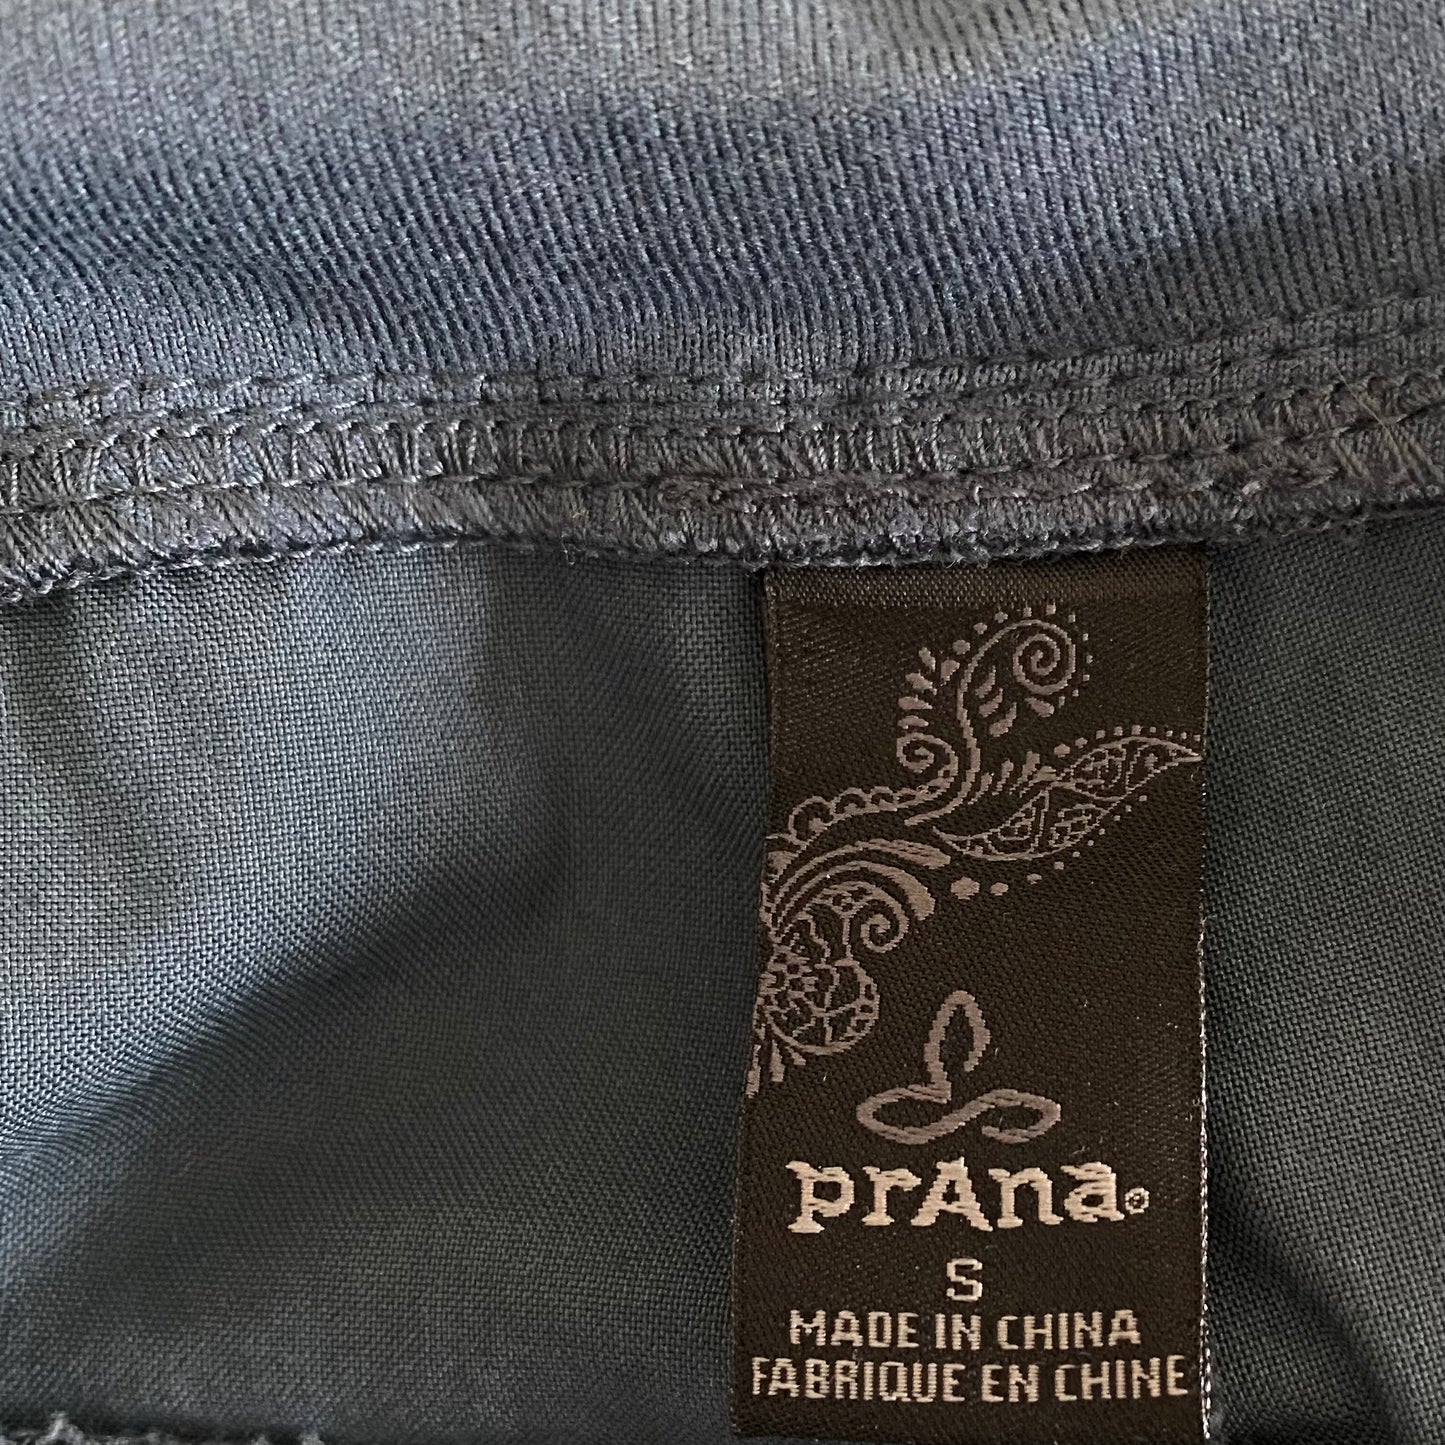 prAna®
S
MADE IN CHINA
FABRIQUE EN CHINE